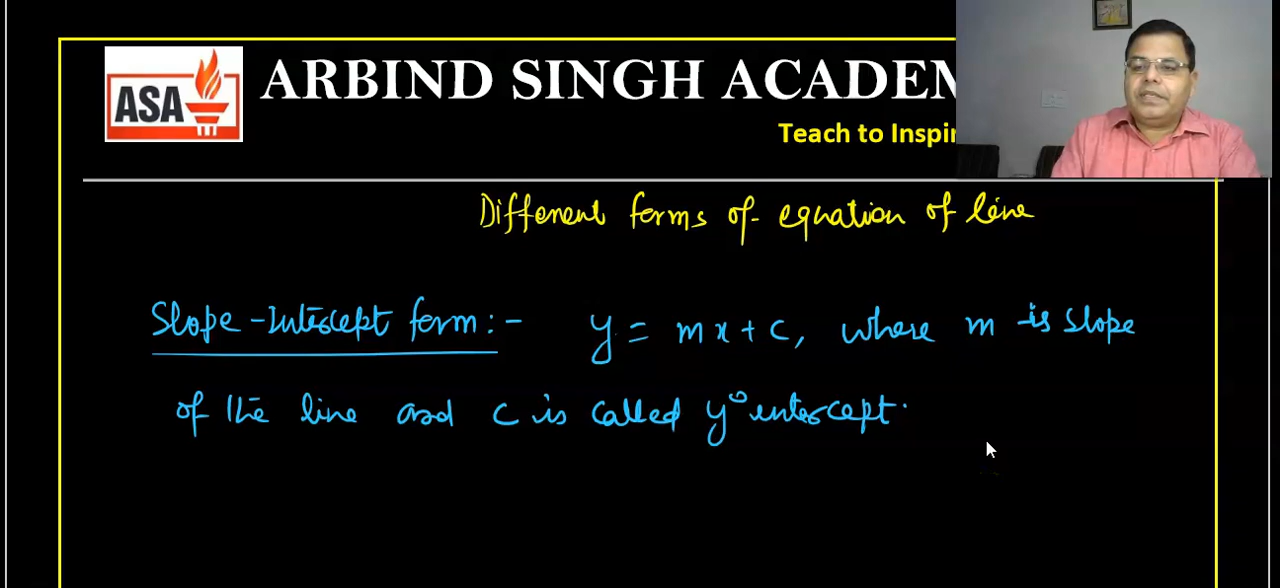 ASA
ARBIND SINGH ACADEM
Teach to Inspir
Different forms of equation of line
Slope-Intercept form:- y = mx + c, where m is slope
of the line and c is called y° intercept.